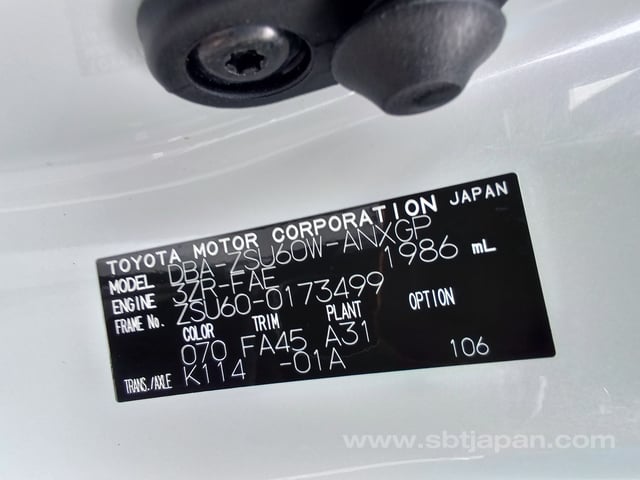 TOYOTA MOTOR CORPORATION JAPAN
MODEL DBA-ZSU60W-ANXGP
ENGINE 3ZR-FAE 1986 mL
FRAME No. ZSU60-0173499
COLOR TRIM PLANT OPTION
070 FA45 A31
TRANS./AXLE K114 -01A 106
www.sbtjapan.com